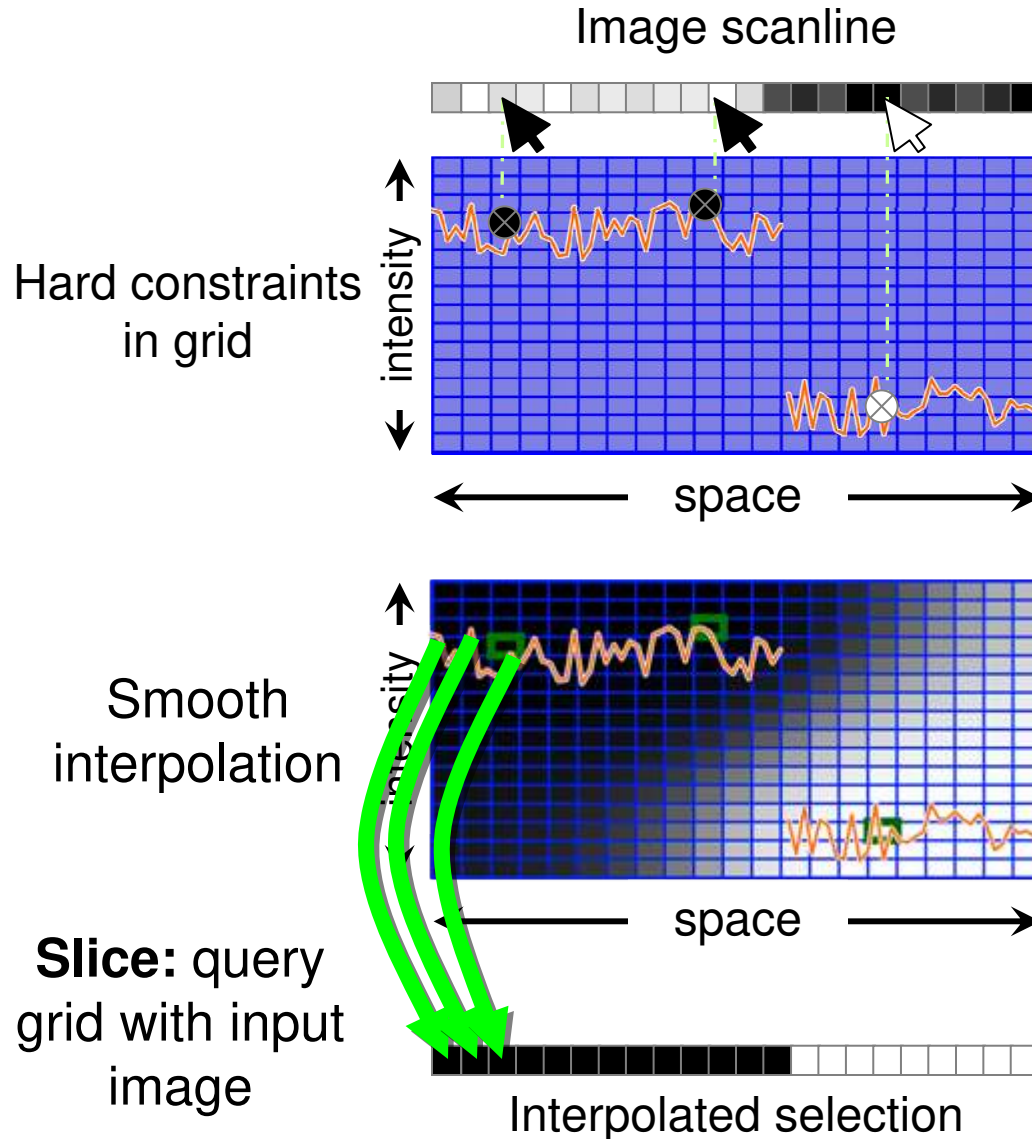 Image scanline
Hard constraints
in grid
intensity
space
Smooth
interpolation
intensity
space
Slice: query
grid with input
image
Interpolated selection